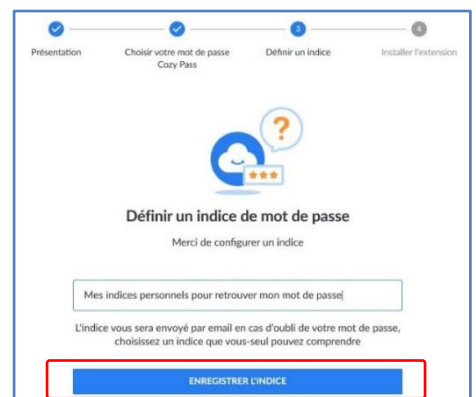 3
4
Présentation
Choisir votre mot de passe
Cozy Pass
Définir un indice
Installer l'extension
?
***
Définir un indice de mot de passe
Merci de configurer un indice
Mes indices personnels pour retrouver mon mot de passe
L'indice vous sera envoyé par email en cas d'oubli de votre mot de passe,
choisissez un indice que vous-seul pouvez comprendre
ENREGISTRER L'INDICE